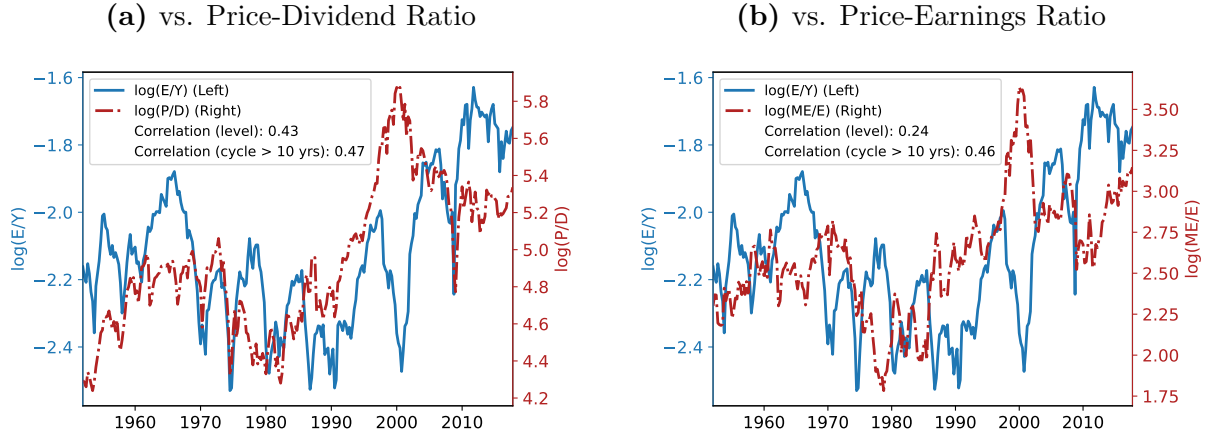 (a) vs. Price-Dividend Ratio
−1.6
−1.8
−2.0
−2.2
−2.4
log(E/Y)
log(E/Y) (Left)
log(P/D) (Right)
Correlation (level): 0.43
Correlation (cycle > 10 yrs): 0.47
5.8
5.6
5.4
5.2
5.0
4.8
4.6
4.4
4.2
log(P/D)
1960 1970 1980 1990 2000 2010
(b) vs. Price-Earnings Ratio
−1.6
−1.8
−2.0
−2.2
−2.4
log(E/Y)
log(E/Y) (Left)
log(ME/E) (Right)
Correlation (level): 0.24
Correlation (cycle > 10 yrs): 0.46
3.50
3.25
3.00
2.75
2.50
2.25
2.00
1.75
log(ME/E)
1960 1970 1980 1990 2000 2010